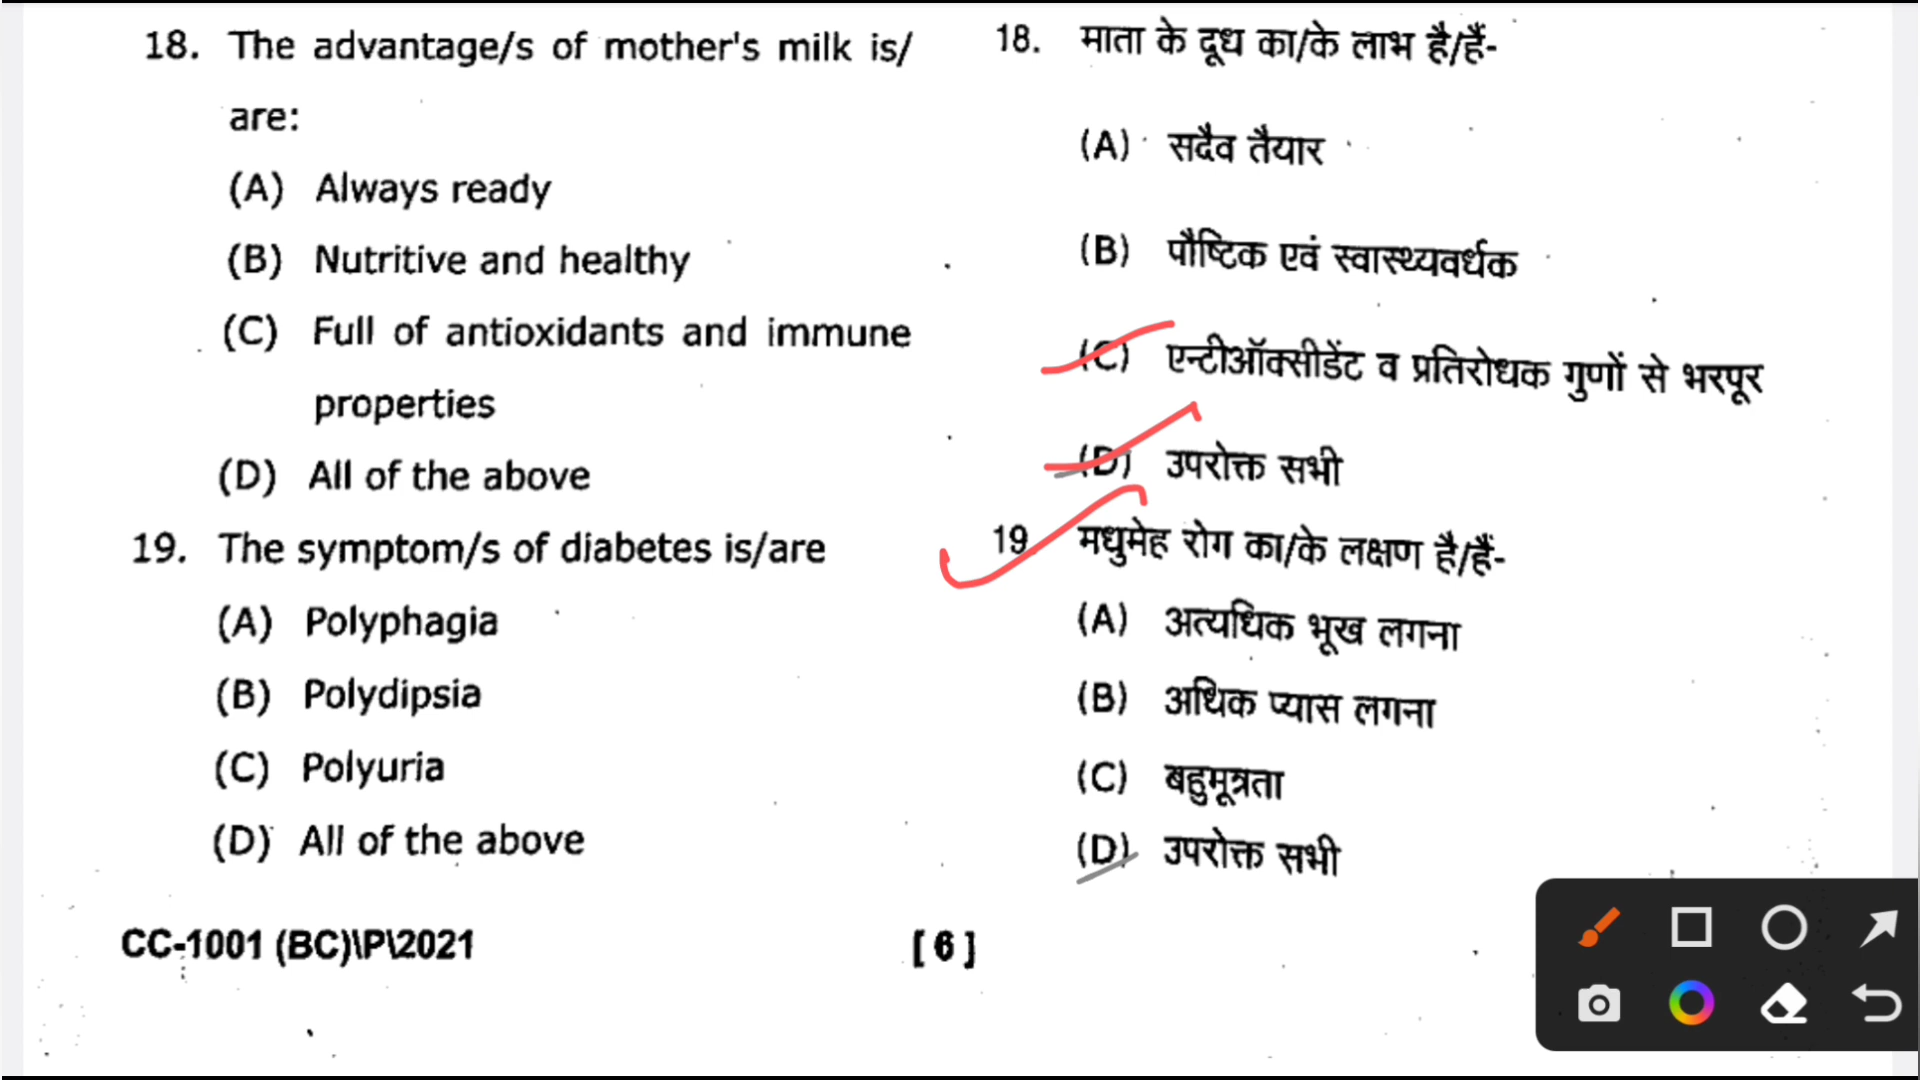 18. The advantage/s of mother's milk is/
are:
(A) Always ready
(B) Nutritive and healthy
(C) Full of antioxidants and immune
properties
(D) All of the above
19. The symptom/s of diabetes is/are
(A) Polyphagia
(B) Polydipsia
(C) Polyuria
(D) All of the above
CC-1001 (BC)\P\2021
18. माता के दूध का/के लाभ है/हैं-
(A) सदैव तैयार
(B) पौष्टिक एवं स्वास्थ्यवर्धक
(C) एन्टीऑक्सीडेंट व प्रतिरोधक गुणों से भरपूर
(D) उपरोक्त सभी
19 मधुमेह रोग का/के लक्षण है/हैं-
(A) अत्यधिक भूख लगना
(B) अधिक प्यास लगना
(C) बहुमूत्रता
(D) उपरोक्त सभी
[ 6 ]